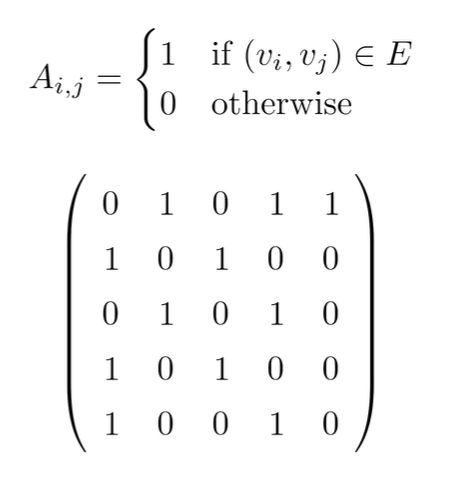 A_{i,j} = { 1 if (v_i, v_j) ∈ E
0 otherwise
0 1 0 1 1
1 0 1 0 0
0 1 0 1 0
1 0 1 0 0
1 0 0 1 0